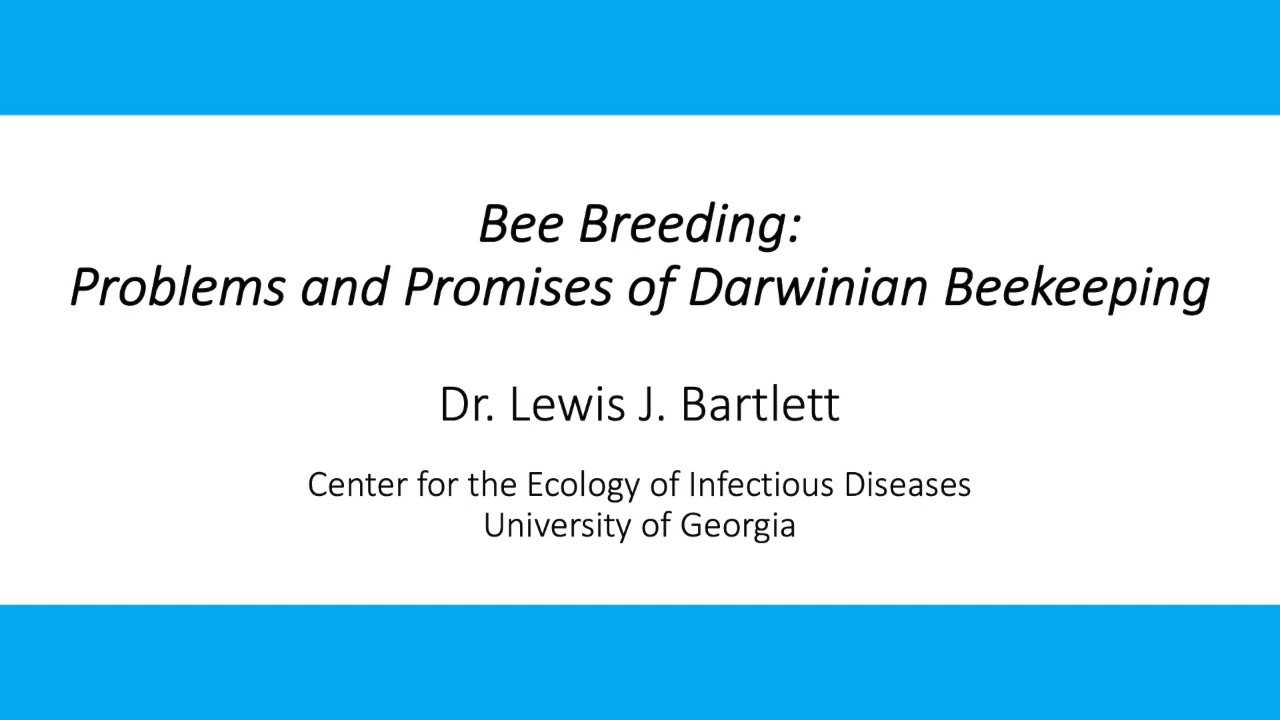 Bee Breeding:
Problems and Promises of Darwinian Beekeeping
Dr. Lewis J. Bartlett
Center for the Ecology of Infectious Diseases
University of Georgia